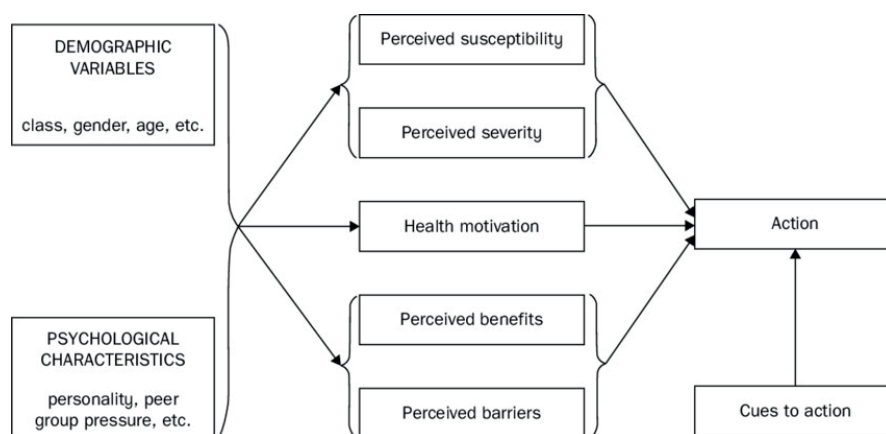 DEMOGRAPHIC
VARIABLES
class, gender, age, etc.
PSYCHOLOGICAL
CHARACTERISTICS
personality, peer
group pressure, etc.
Perceived susceptibility
Perceived severity
Health motivation
Perceived benefits
Perceived barriers
Action
Cues to action